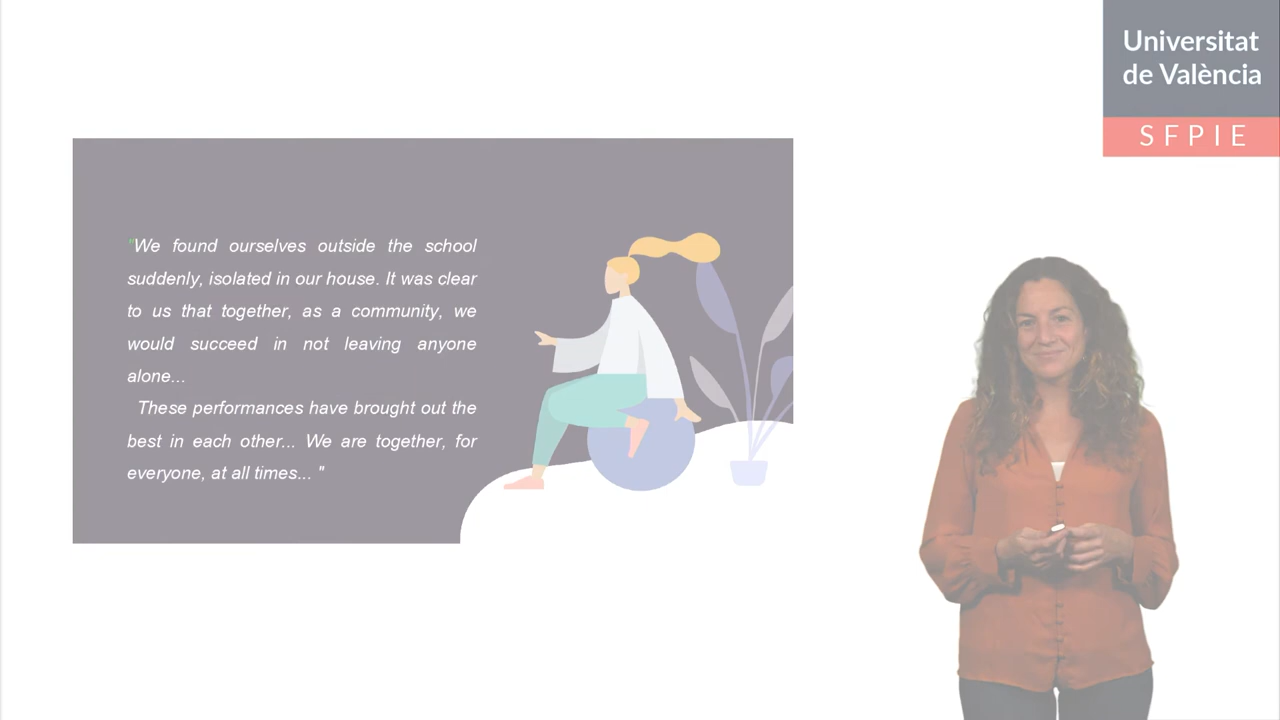 Universitat
de València
SFPIE
"We found ourselves outside the school
suddenly, isolated in our house. It was clear
to us that together, as a community, we
would succeed in not leaving anyone
alone...
These performances have brought out the
best in each other... We are together, for
everyone, at all times... "